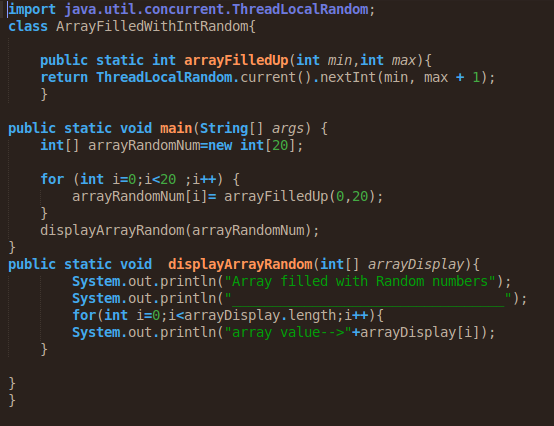 import java.util.concurrent.ThreadLocalRandom;
class ArrayFilledWithIntRandom{
    public static int arrayFilledUp(int min,int max){
    return ThreadLocalRandom.current().nextInt(min, max + 1);
    }
public static void main(String[] args) {
    int[] arrayRandomNum=new int[20];
    for (int i=0;i<20 ;i++) {
        arrayRandomNum[i]= arrayFilledUp(0,20);
    }
    displayArrayRandom(arrayRandomNum);
}
public static void  displayArrayRandom(int[] arrayDisplay){
        System.out.println("Array filled with Random numbers");
        System.out.println("__________________________________");
        for(int i=0;i<arrayDisplay.length;i++){
        System.out.println("array value-->"+arrayDisplay[i]);
    }
}
}